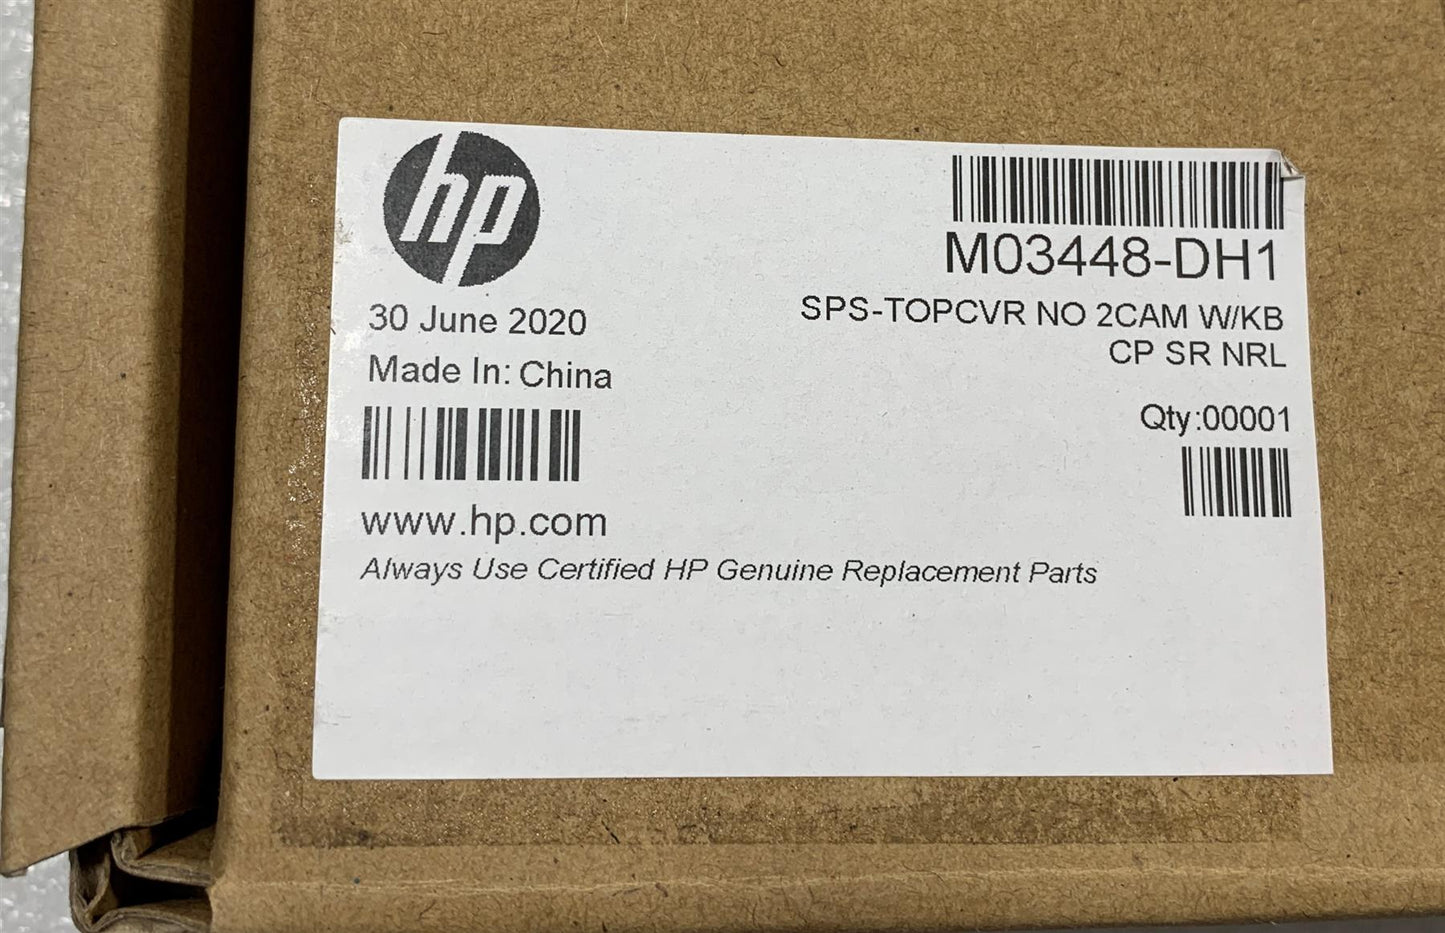 hp
M03448-DH1
30 June 2020
SPS-TOPCVR NO 2CAM W/KB
CP SR NRL
Made In: China
Qty:00001
www.hp.com
Always Use Certified HP Genuine Replacement Parts